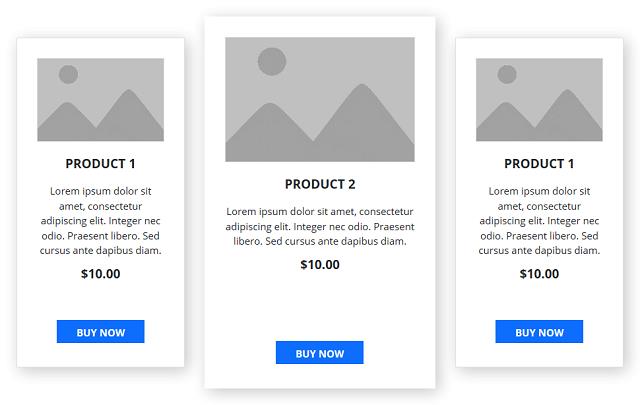 PRODUCT 1
Lorem ipsum dolor sit
amet, consectetur
adipiscing elit. Integer nec
odio. Praesent libero. Sed
cursus ante dapibus diam.
$10.00
BUY NOW
PRODUCT 2
Lorem ipsum dolor sit amet, consectetur
adipiscing elit. Integer nec odio. Praesent
libero. Sed cursus ante dapibus diam.
$10.00
BUY NOW
PRODUCT 1
Lorem ipsum dolor sit
amet, consectetur
adipiscing elit. Integer nec
odio. Praesent libero. Sed
cursus ante dapibus diam.
$10.00
BUY NOW